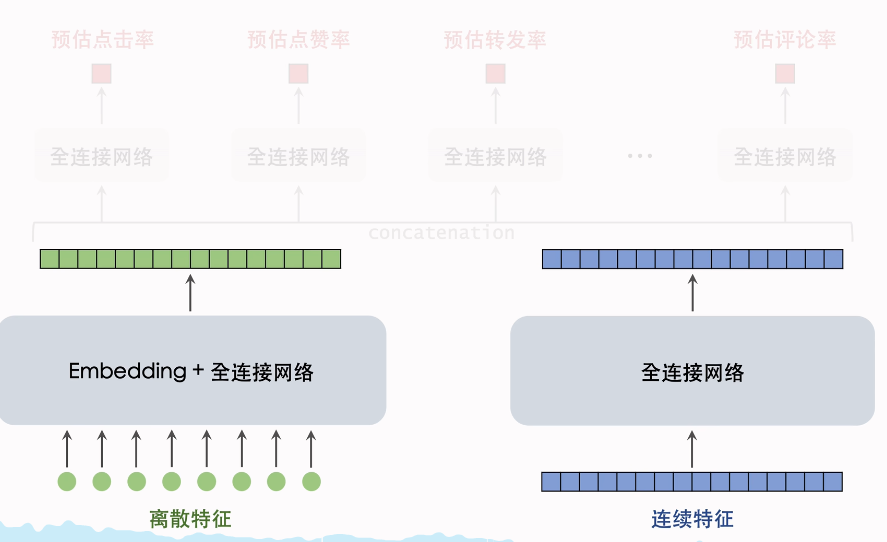 预估点击率 预估点赞率 预估转发率 预估评论率
全连接网络 全连接网络 全连接网络 ... 全连接网络
concatenation
Embedding + 全连接网络 全连接网络
离散特征 连续特征